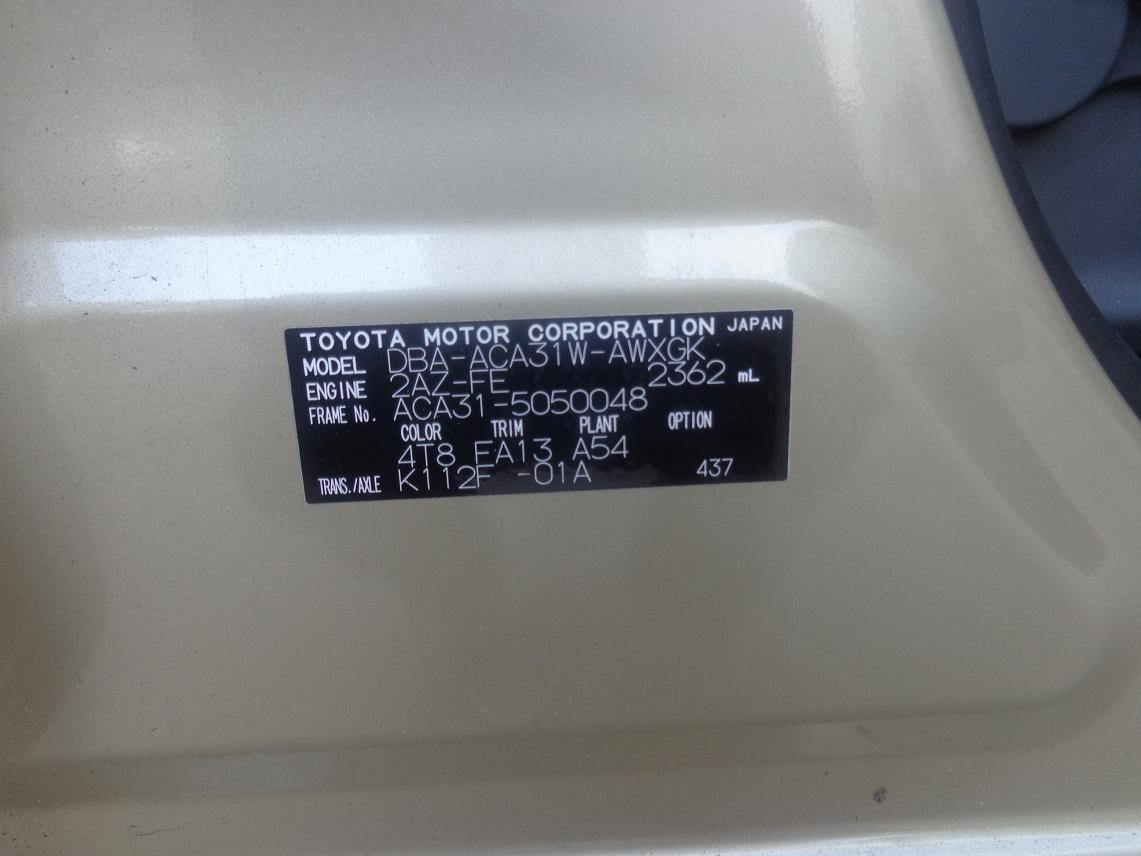 TOYOTA MOTOR CORPORATION JAPAN
MODEL DBA-ACA31W-AWXGK
ENGINE 2AZ-FE 2362 mL
FRAME No. ACA31-5050048
COLOR TRIM PLANT OPTION
4T8 FA13 A54
TRANS./AXLE K112F -01A 437